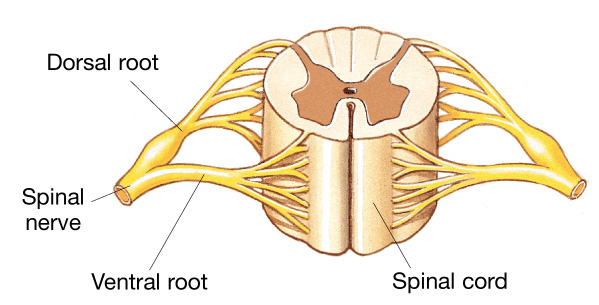 Dorsal root
Spinal
nerve
Ventral root
Spinal cord